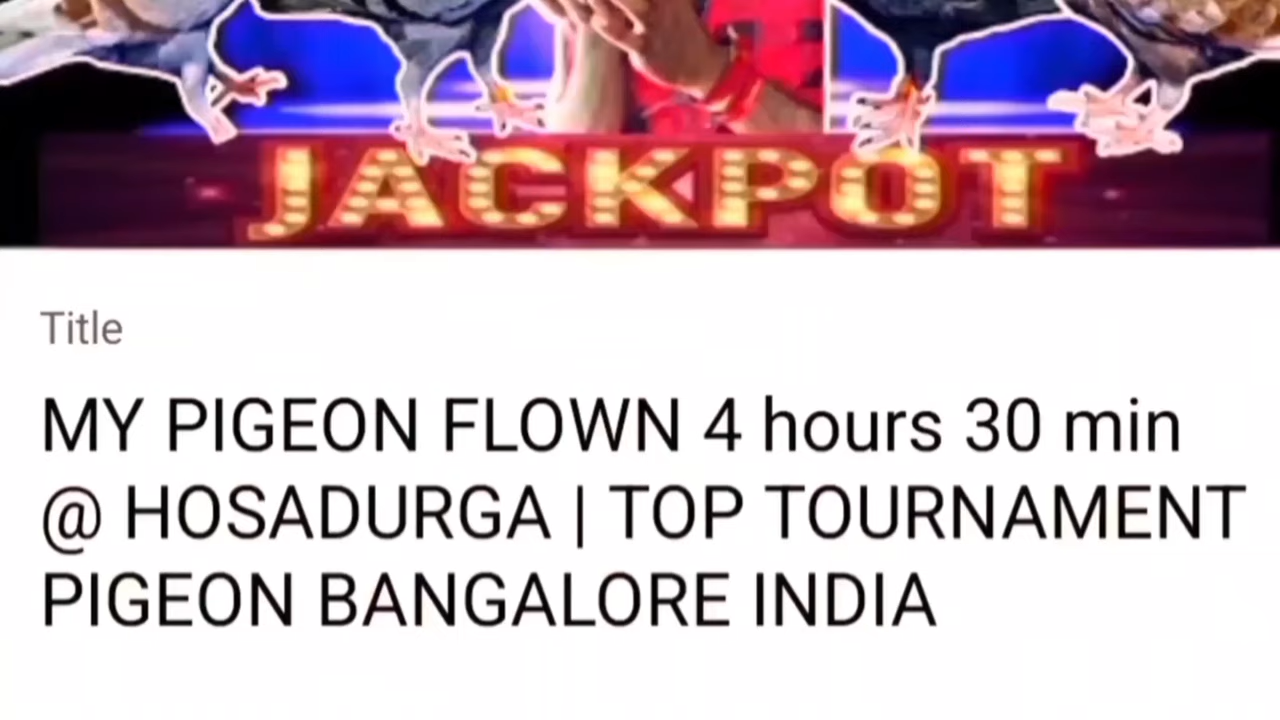 JACKPOT
Title
MY PIGEON FLOWN 4 hours 30 min
@ HOSADURGA | TOP TOURNAMENT
PIGEON BANGALORE INDIA